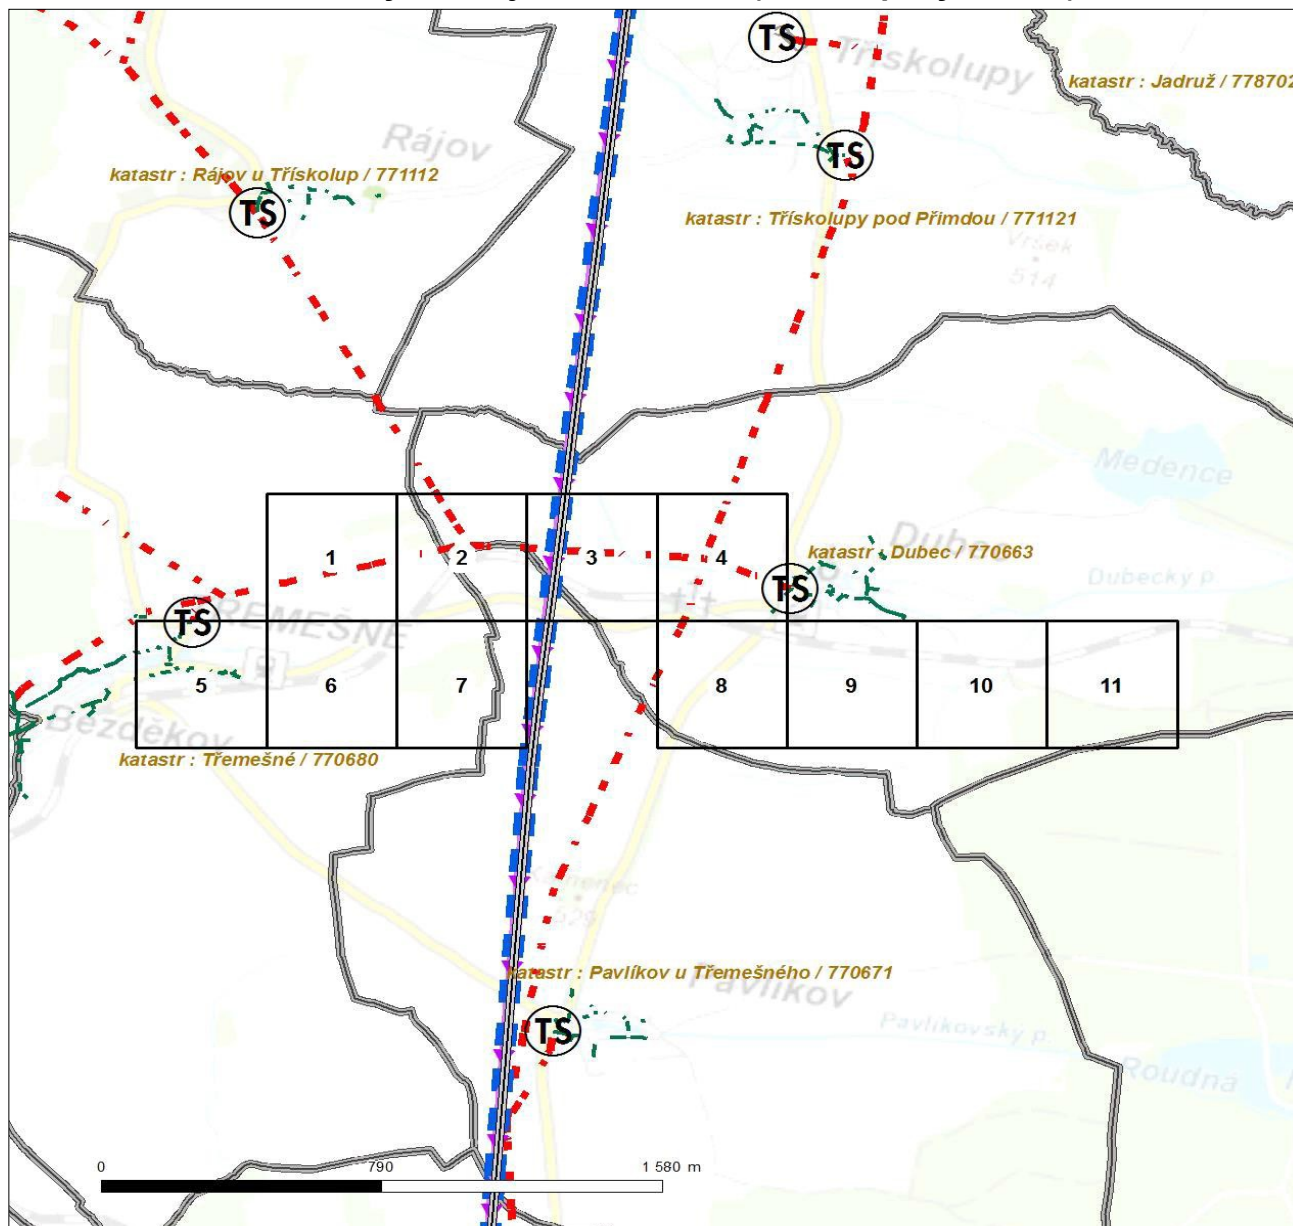 TS
Třískolupy
katastr : Jadruž / 778702
Rájov
TS
katastr : Rájov u Třískolup / 771112
TS
katastr : Třískolupy pod Přimdou / 771121
Vršek
514
Medence
Dubec
katastr : Dubec / 770663
1
2
3
4
TS
Dubecký p.
TS
TŘEMEŠNÉ
5
6
7
8
9
10
11
Bezděkov
katastr : Třemešné / 770680
Kamenec
529
katastr : Pavlíkov u Třemešného / 770671
Pavlíkov
TS
Pavlíkovský p.
Roudná
0
790
1 580 m